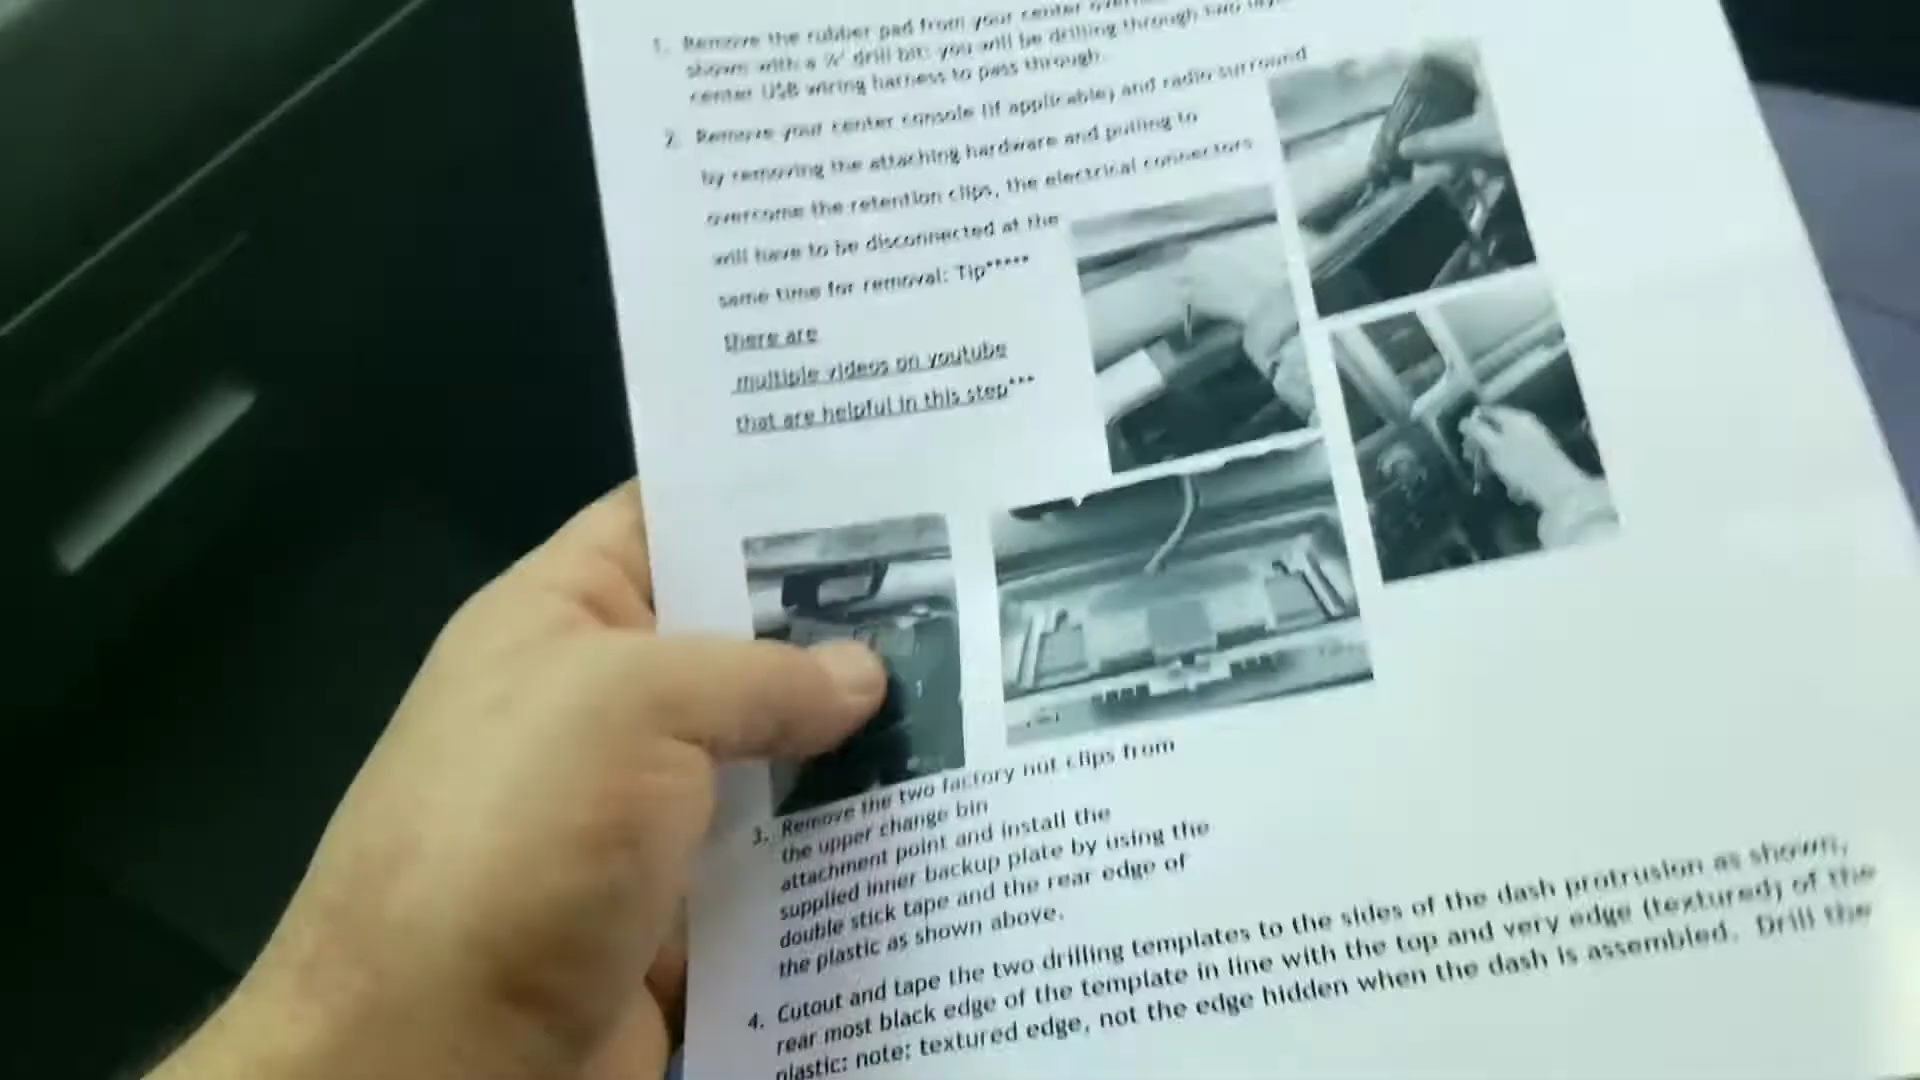 1. Remove the rubber pad from your center
shown with a ⅞" drill bit: you will be drilling through two
center USB wiring harness to pass through.
2. Remove your center console (if applicable) and radio surround
by removing the attaching hardware and pulling to
overcome the retention clips, the electrical connectors
will have to be disconnected at the
same time for removal: Tip*****
there are
multiple videos on youtube
that are helpful in this step***
3. Remove the two factory nut clips from
the upper change bin
attachment point and install the
supplied inner backup plate by using the
double stick tape and the rear edge of
the plastic as shown above.
4. Cutout and tape the two drilling templates to the sides of the dash protrusion as shown,
rear most black edge of the template in line with the top and very edge (textured) of the
plastic: note: textured edge, not the edge hidden when the dash is assembled. Drill the